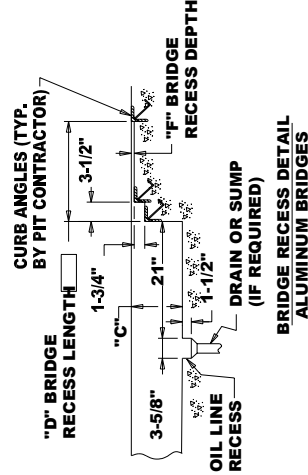 CURB ANGLES (TYP.
BY PIT CONTRACTOR)
"D" BRIDGE
RECESS LENGTH
3-1/2"
"F" BRIDGE
RECESS DEPTH
1-3/4"
"C"
21"
1-1/2"
3-5/8"
DRAIN OR SUMP
(IF REQUIRED)
OIL LINE
RECESS
BRIDGE RECESS DETAIL
ALUMINUM BRIDGES